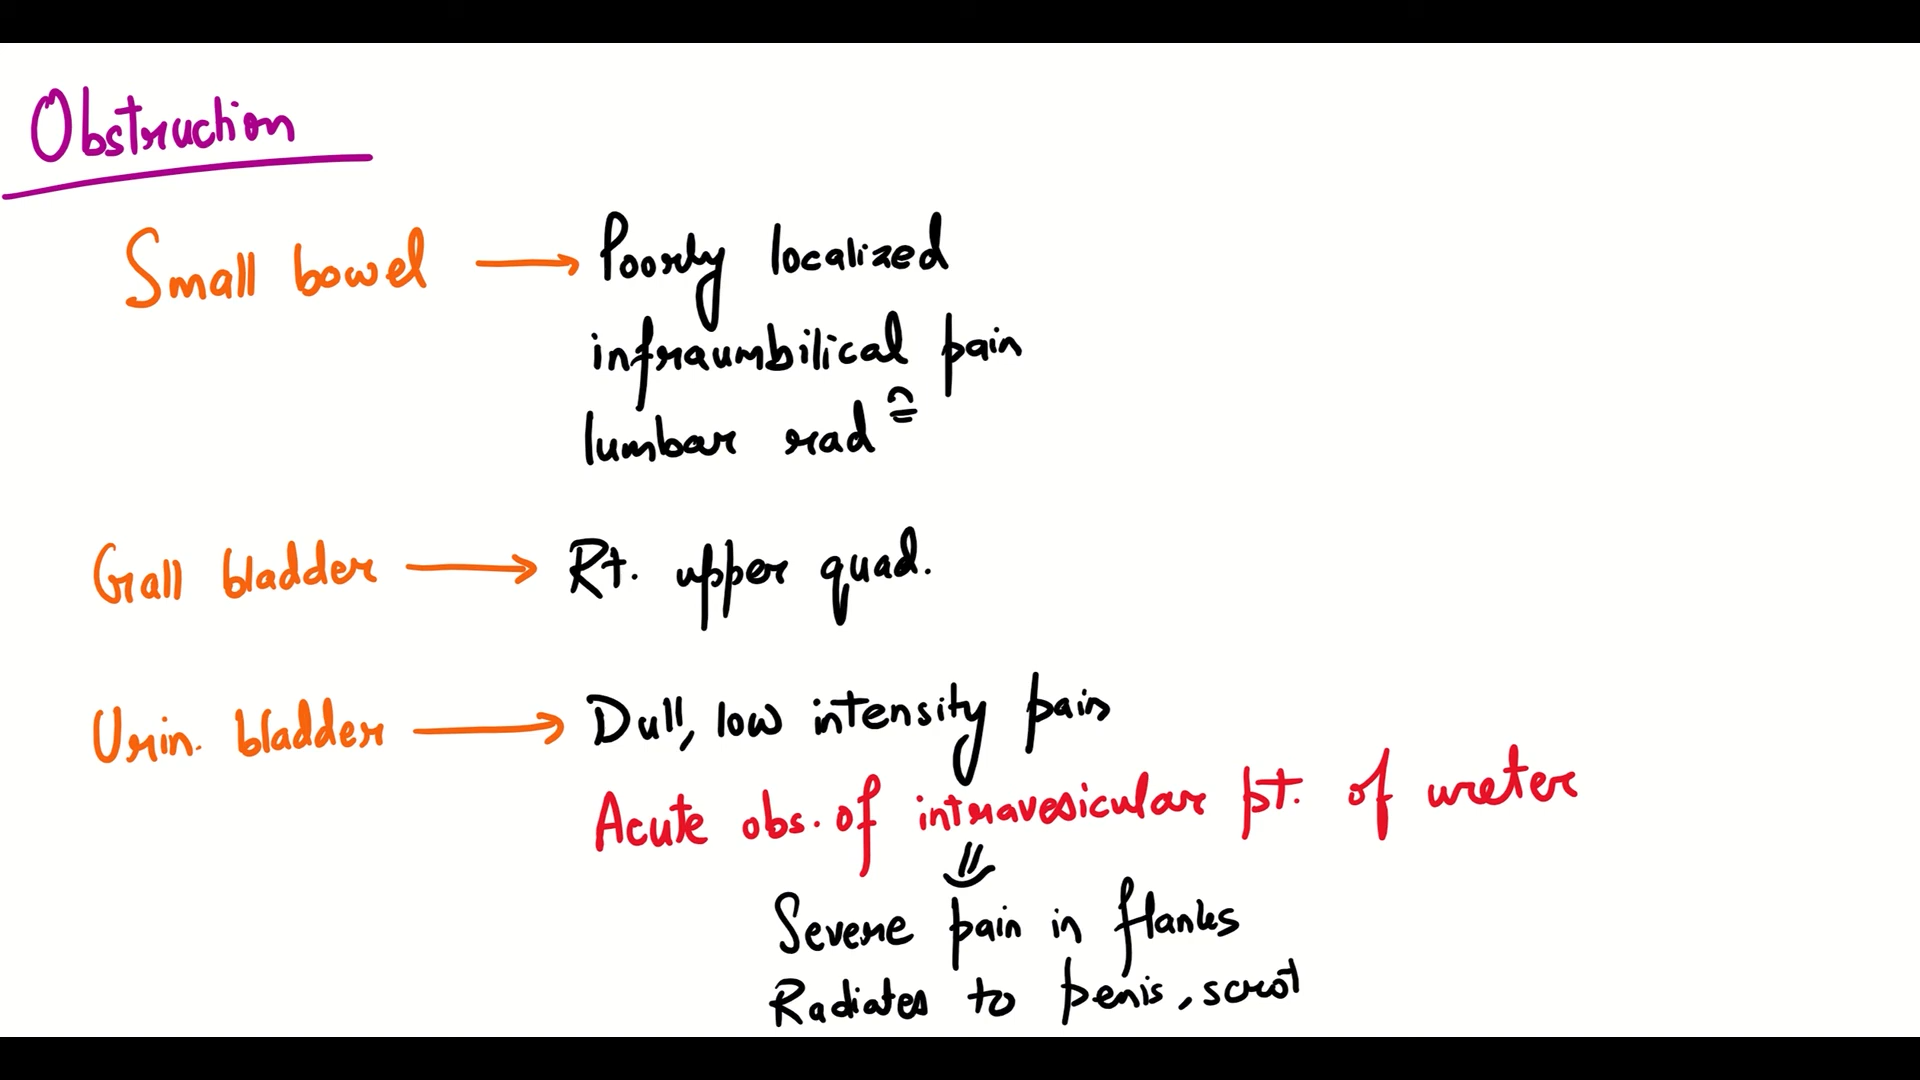 Obstruction
Small bowel → Poorly localized
infraumbilical pain
lumbar rad≘
Gall bladder → Rt. upper quad.
Urin. bladder → Dull, low intensity pain
Acute obs. of intravesicular pt. of ureter
Severe pain in flanks
Radiates to penis, scrot